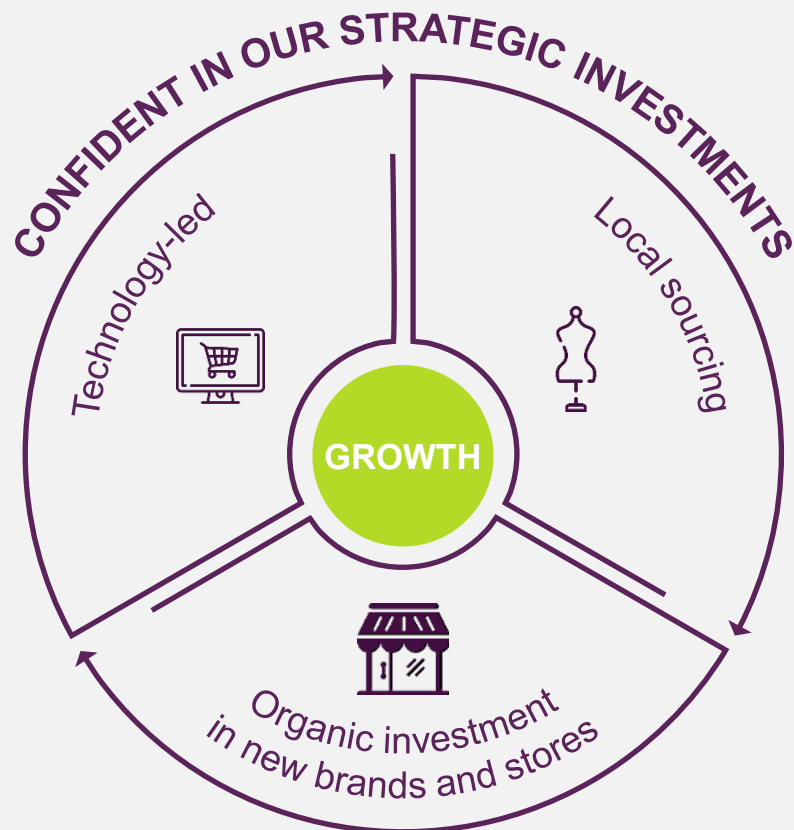 CONFIDENT IN OUR STRATEGIC INVESTMENTS
Technology-led
Local sourcing
GROWTH
Organic investment
in new brands and stores